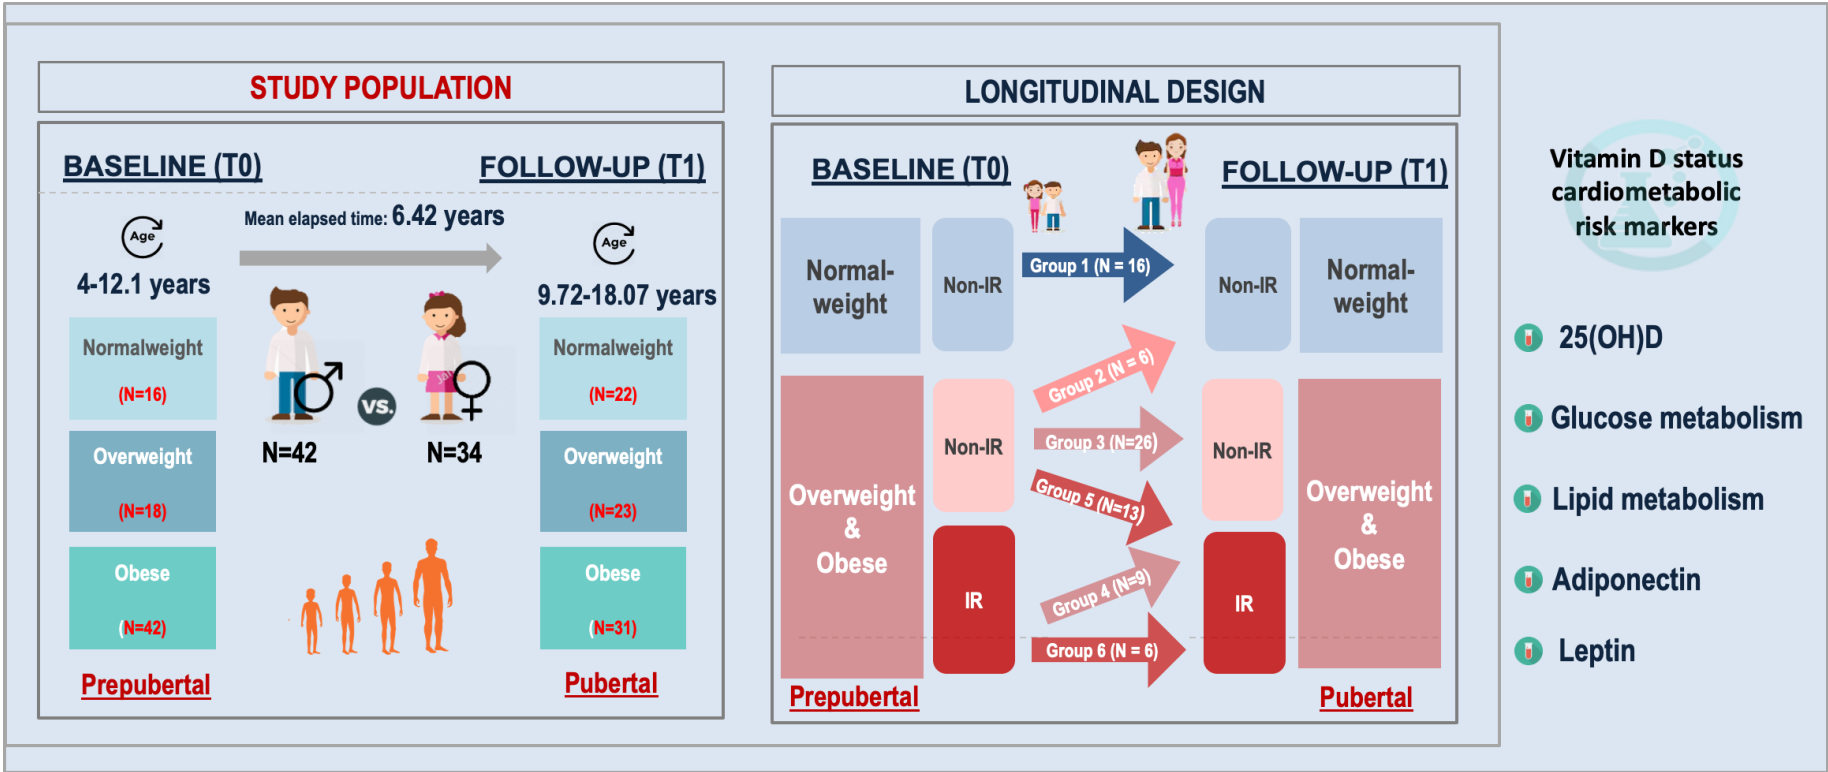 STUDY POPULATION
BASELINE (T0)
FOLLOW-UP (T1)
Mean elapsed time: 6.42 years
Age
Age
4-12.1 years
9.72-18.07 years
Normalweight
(N=16)
Normalweight
(N=22)
VS.
N=42
N=34
Overweight
(N=18)
Overweight
(N=23)
Obese
(N=42)
Obese
(N=31)
Prepubertal
Pubertal
LONGITUDINAL DESIGN
BASELINE (T0)
FOLLOW-UP (T1)
Normal-
weight
Non-IR
Group 1 (N = 16)
Non-IR
Normal-
weight
Group 2 (N = 6)
Non-IR
Group 3 (N=26)
Non-IR
Overweight
&
Obese
Group 5 (N=13)
Overweight
&
Obese
IR
Group 4 (N=9)
IR
Group 6 (N = 6)
Prepubertal
Pubertal
Vitamin D status
cardiometabolic
risk markers
25(OH)D
Glucose metabolism
Lipid metabolism
Adiponectin
Leptin